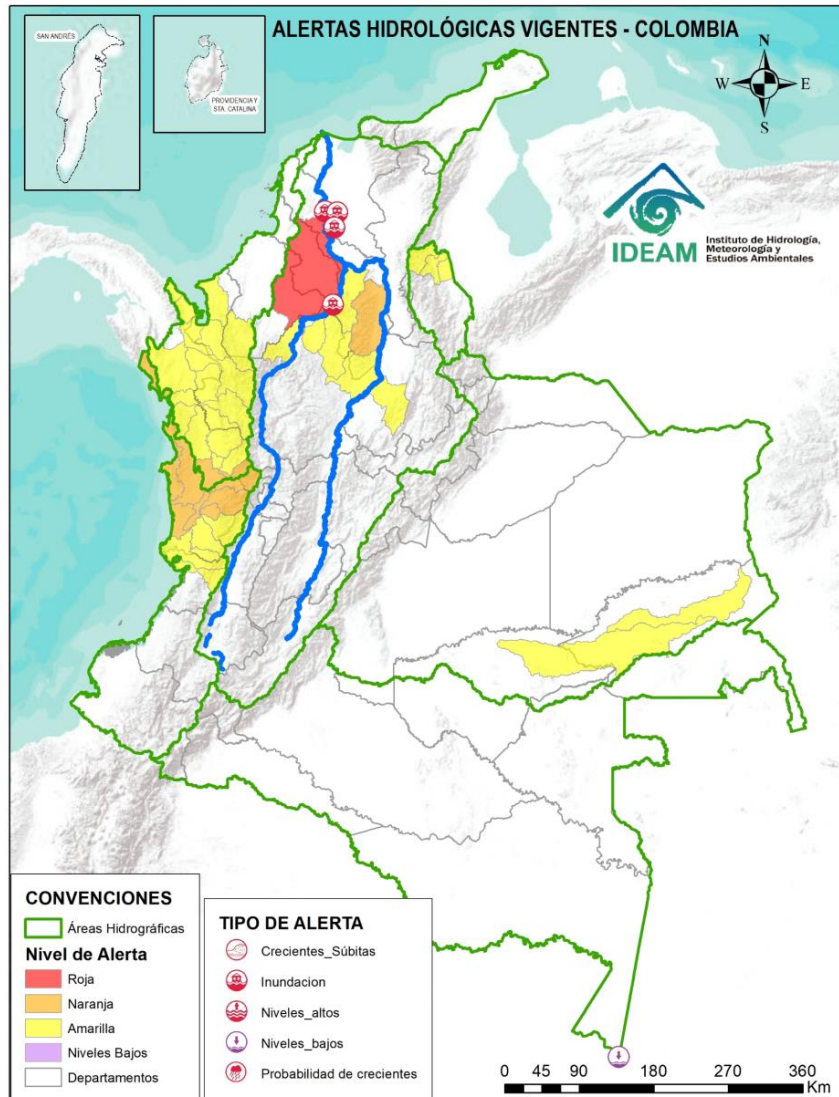 ALERTAS HIDROLÓGICAS VIGENTES - COLOMBIA
SAN ANDRÉS
PROVIDENCIA Y
STA. CATALINA
N
W
E
S
IDEAM
Instituto de Hidrología,
Meteorología y
Estudios Ambientales
CONVENCIONES
Áreas Hidrográficas
Nivel de Alerta
Roja
Naranja
Amarilla
Niveles Bajos
Departamentos
TIPO DE ALERTA
Crecientes_Súbitas
Inundacion
Niveles_altos
Niveles_bajos
Probabilidad de crecientes
0 45 90 180 270 360
Km